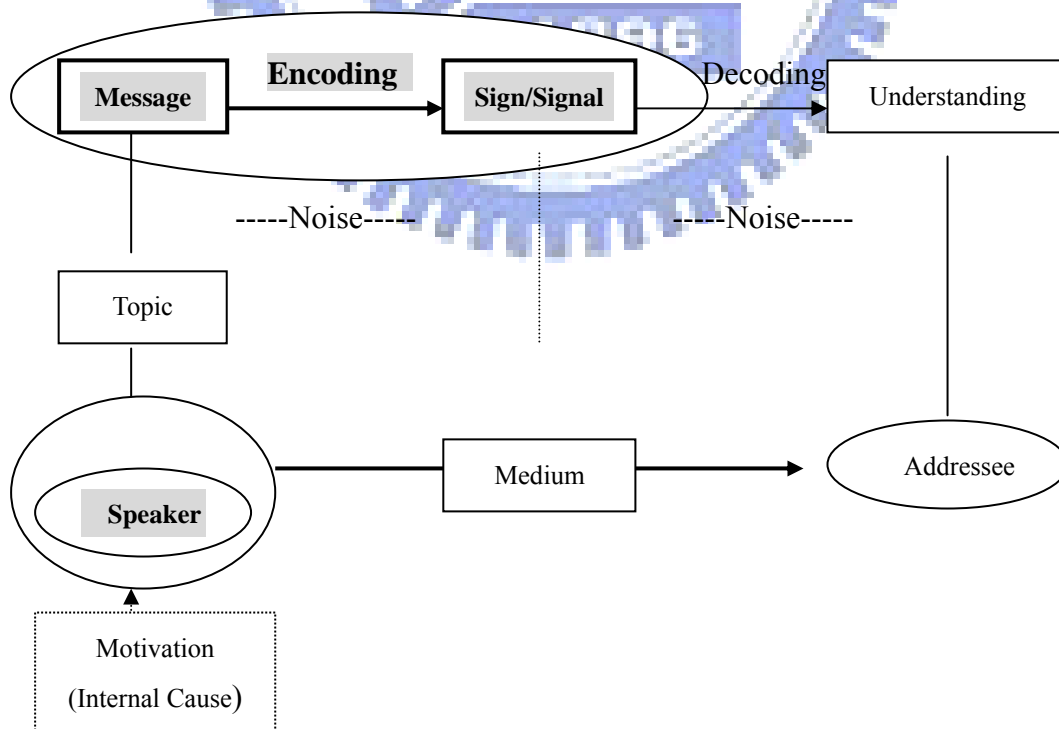 Message
Encoding
Sign/Signal
Decoding
Understanding
-----Noise-----
-----Noise-----
Topic
Medium
Addressee
Speaker
Motivation
(Internal Cause)